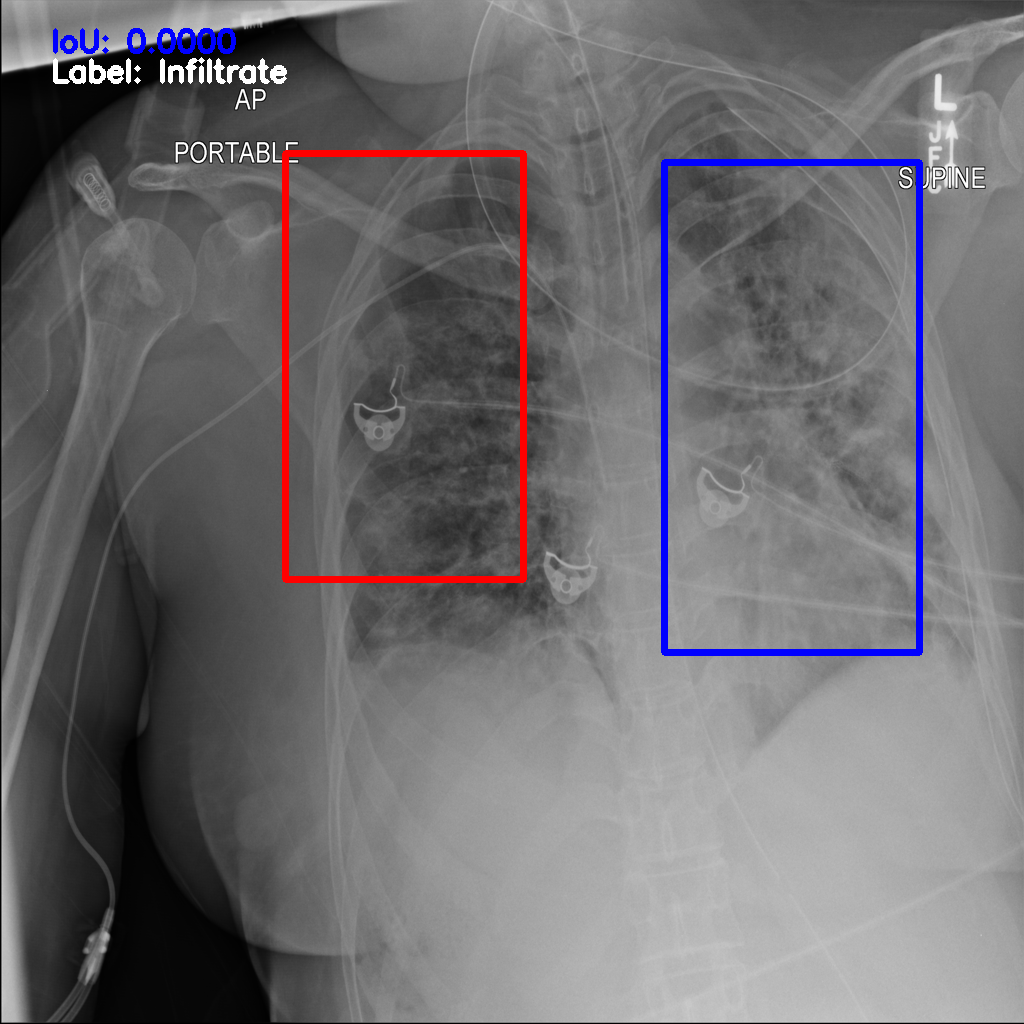 IoU: 0.0000
Label: Infiltrate
AP
PORTABLE
L
J
F
SUPINE